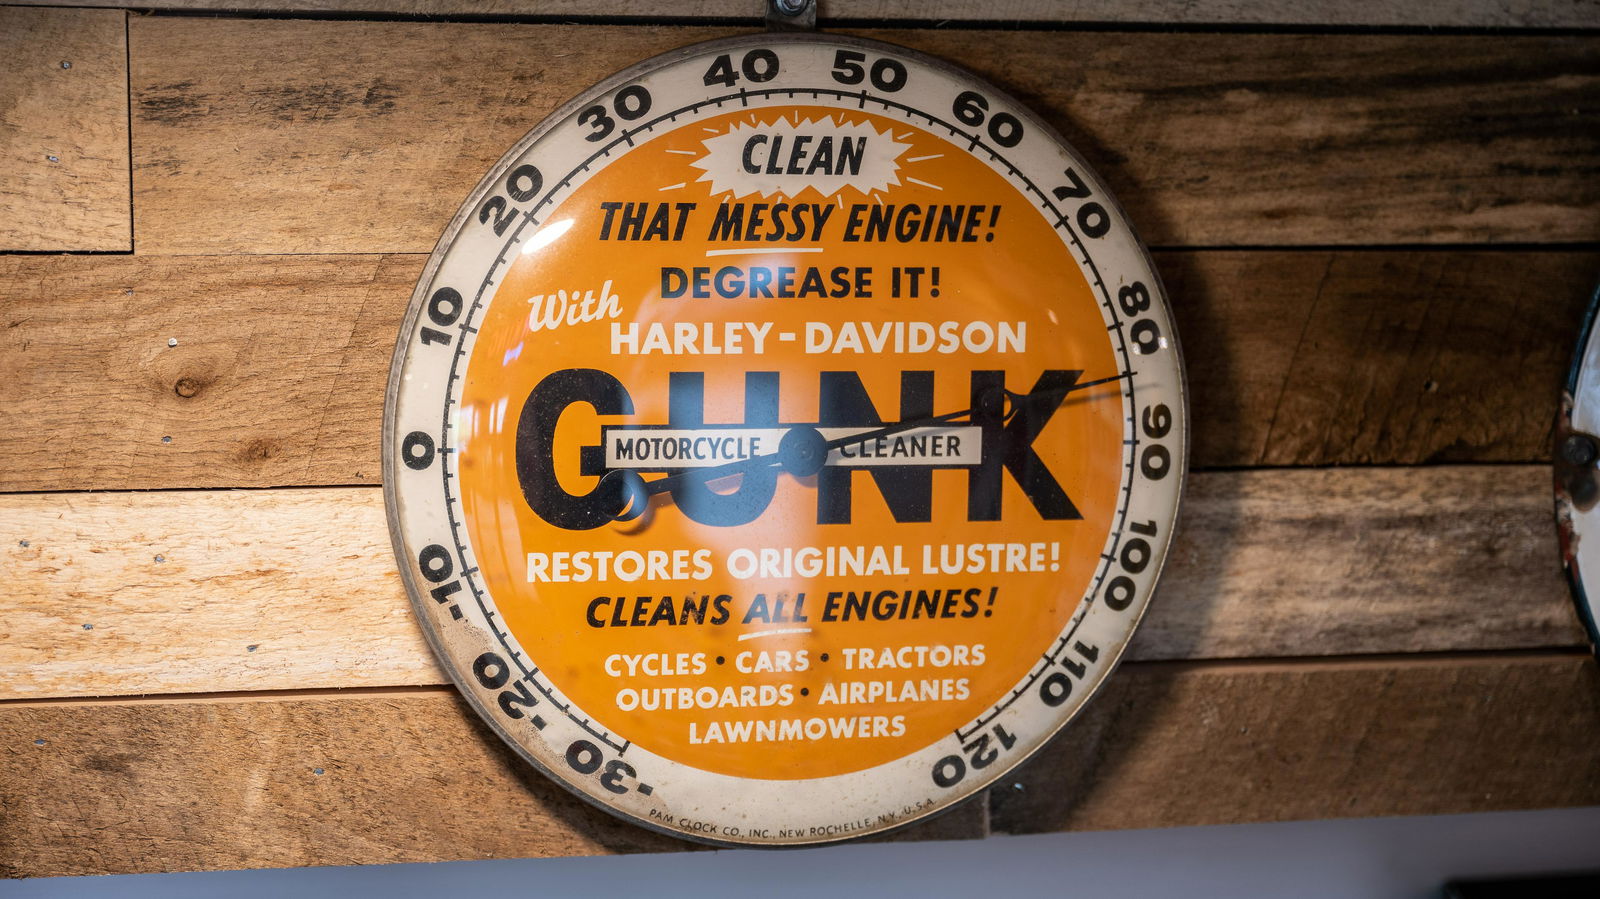 -30 -20 -10 0 10 20 30 40 50 60 70 80 90 100 110 120
CLEAN
THAT MESSY ENGINE!
DEGREASE IT!
With
HARLEY-DAVIDSON
GUNK
MOTORCYCLE CLEANER
RESTORES ORIGINAL LUSTRE!
CLEANS ALL ENGINES!
CYCLES • CARS • TRACTORS
OUTBOARDS • AIRPLANES
LAWNMOWERS
PAM CLOCK CO., INC., NEW ROCHELLE, N.Y., U.S.A.